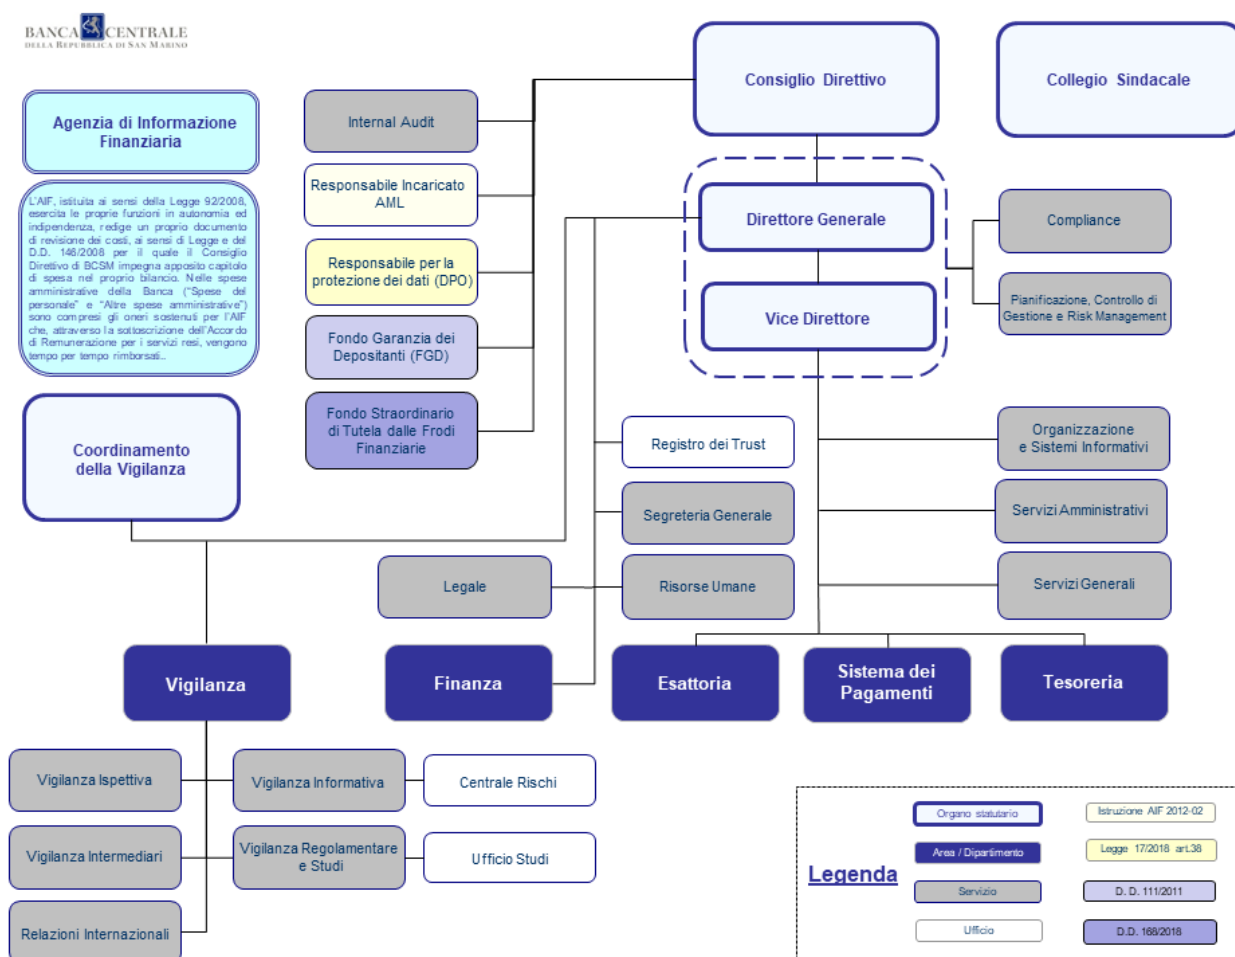 BANCA CENTRALE
DELLA REPUBBLICA DI SAN MARINO
Consiglio Direttivo
Collegio Sindacale
Agenzia di Informazione
Finanziaria
Internal Audit
L'AIF, istituita ai sensi della Legge 92/2008,
esercita le proprie funzioni in autonomia ed
indipendenza, redige un proprio documento
di revisione dei costi, ai sensi di Legge e del
D.D. 146/2008 per il quale il Consiglio
Direttivo di BCSM impegna apposito capitolo
di spesa nel proprio bilancio. Nelle spese
amministrative della Banca ("Spese del
personale" e "Altre spese amministrative")
sono compresi gli oneri sostenuti per l'AIF
che, attraverso la sottoscrizione dell'Accordo
di Remunerazione per i servizi resi, vengono
tempo per tempo rimborsati..
Responsabile Incaricato
AML
Direttore Generale
Compliance
Responsabile per la
protezione dei dati (DPO)
Vice Direttore
Pianificazione, Controllo di
Gestione e Risk Management
Fondo Garanzia dei
Depositanti (FGD)
Fondo Straordinario
di Tutela dalle Frodi
Finanziarie
Coordinamento
della Vigilanza
Registro dei Trust
Organizzazione
e Sistemi Informativi
Segreteria Generale
Servizi Amministrativi
Legale
Risorse Umane
Servizi Generali
Vigilanza
Finanza
Esattoria
Sistema dei
Pagamenti
Tesoreria
Vigilanza Ispettiva
Vigilanza Informativa
Centrale Rischi
Vigilanza Intermediari
Vigilanza Regolamentare
e Studi
Ufficio Studi
Relazioni Internazionali
Legenda
Organo statutario
Istruzione AIF 2012-02
Area / Dipartimento
Legge 17/2018 art.38
Servizio
D. D. 111/2011
Ufficio
D.D. 168/2018